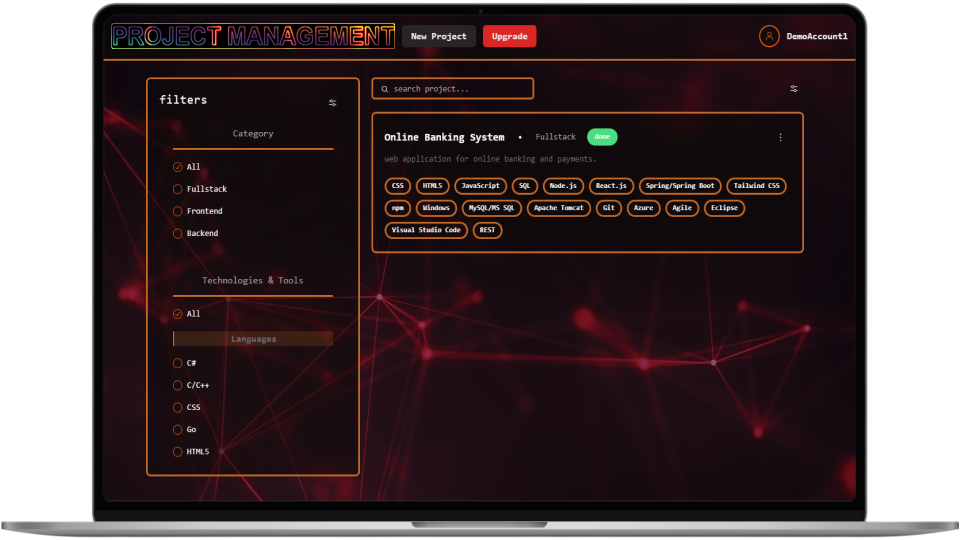 PROJECT MANAGEMENT
New Project
Upgrade
DemoAccount1
filters
Category
All
Fullstack
Frontend
Backend
Technologies & Tools
All
Languages
C#
C/C++
CSS
Go
HTML5
search project...
Online Banking System • Fullstack done
web application for online banking and payments.
CSS HTML5 JavaScript SQL Node.js React.js Spring/Spring Boot Tailwind CSS
npm Windows MySQL/MS SQL Apache Tomcat Git Azure Agile Eclipse
Visual Studio Code REST